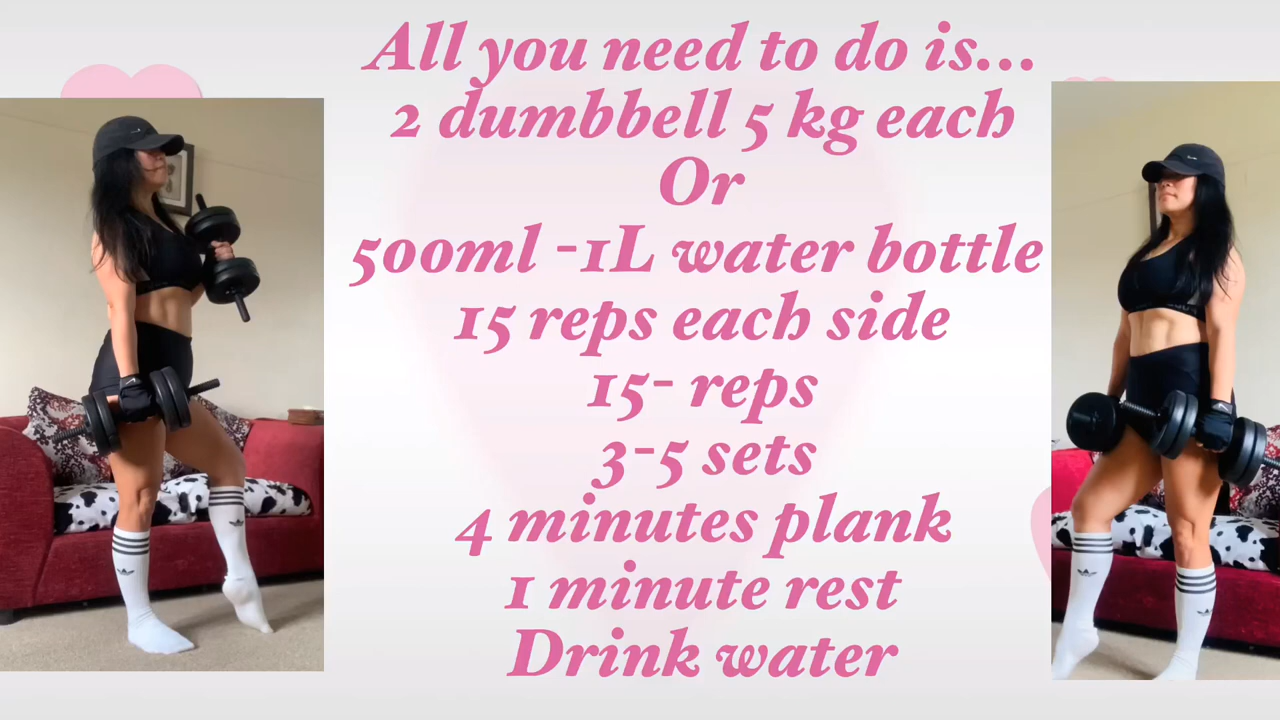 All you need to do is...
2 dumbbell 5 kg each
Or
500ml -1L water bottle
15 reps each side
15- reps
3-5 sets
4 minutes plank
1 minute rest
Drink water